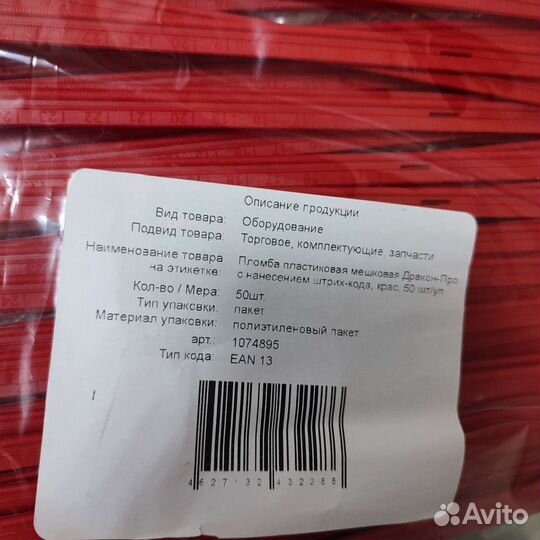 Описание продукции
Вид товара: Оборудование
Подвид товара: Торговое, комплектующие, запчасти
Наименование товара на этикетке: Пломба пластиковая мешковая Дракон-Про
с нанесением штрих-кода, крас, 50 шт/уп
Кол-во / Мера: 50шт.
Тип упаковки: пакет
Материал упаковки: полиэтиленовый пакет
арт.: 1074895
Тип кода: EAN 13
4627132432286
Avito